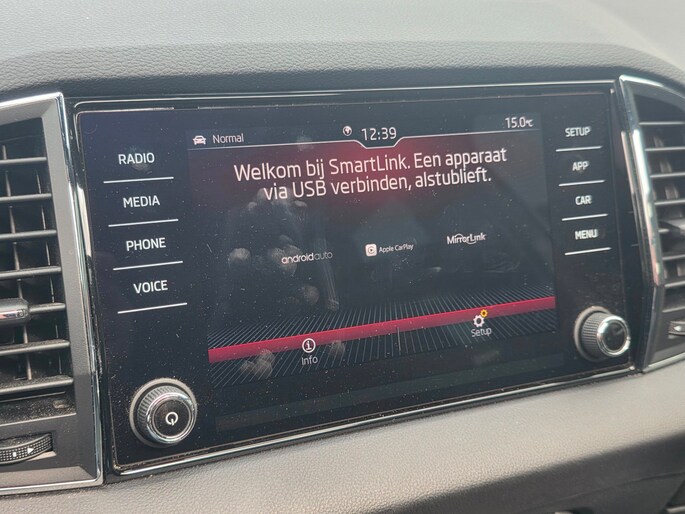 Normal
12:39
15.0°C
Welkom bij SmartLink. Een apparaat
via USB verbinden, alstublieft.
androidauto
Apple CarPlay
MirrorLink
Info
Setup
RADIO
MEDIA
PHONE
VOICE
SETUP
APP
CAR
MENU